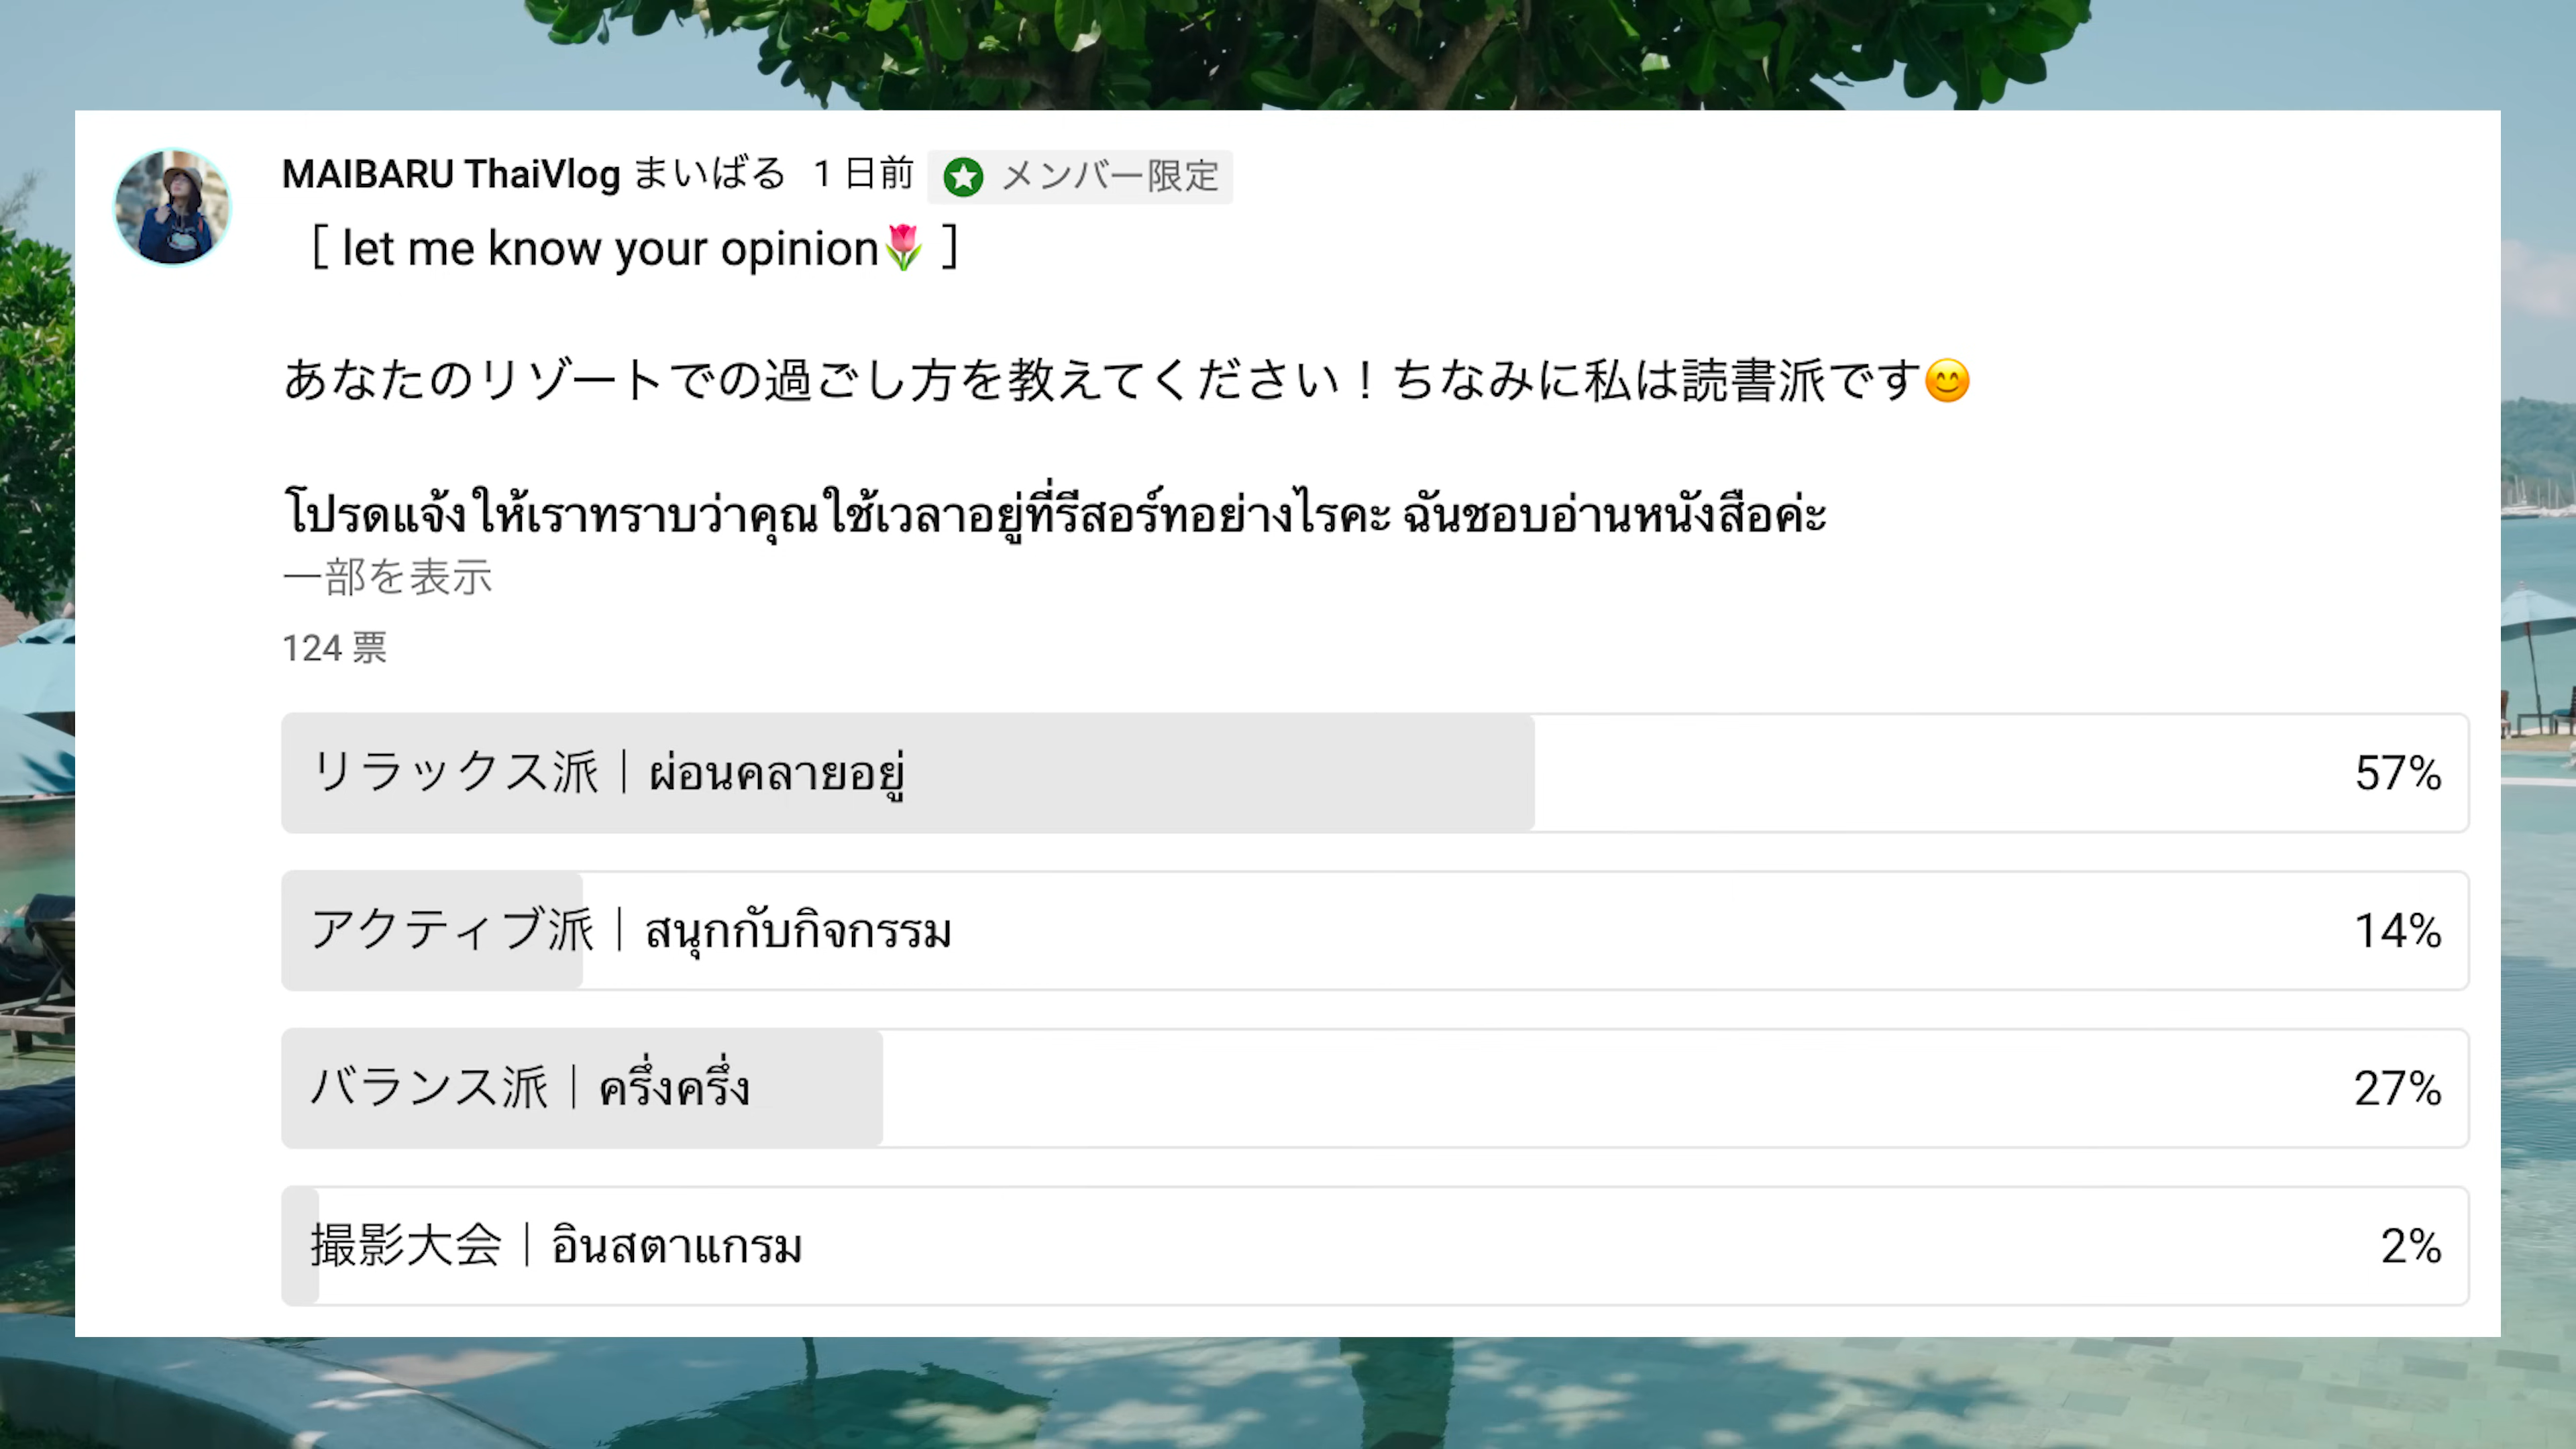 MAIBARU ThaiVlog まいばる 1 日前 メンバー限定
［ let me know your opinion🌷 ］
あなたのリゾートでの過ごし方を教えてください！ちなみに私は読書派です😊
โปรดแจ้งให้เราทราบว่าคุณใช้เวลาอยู่ที่รีสอร์ทอย่างไรคะ ฉันชอบอ่านหนังสือค่ะ
一部を表示
124 票
リラックス派｜ผ่อนคลายอยู่ 57%
アクティブ派｜สนุกกับกิจกรรม 14%
バランス派｜ครึ่งครึ่ง 27%
撮影大会｜อินสตาแกรม 2%